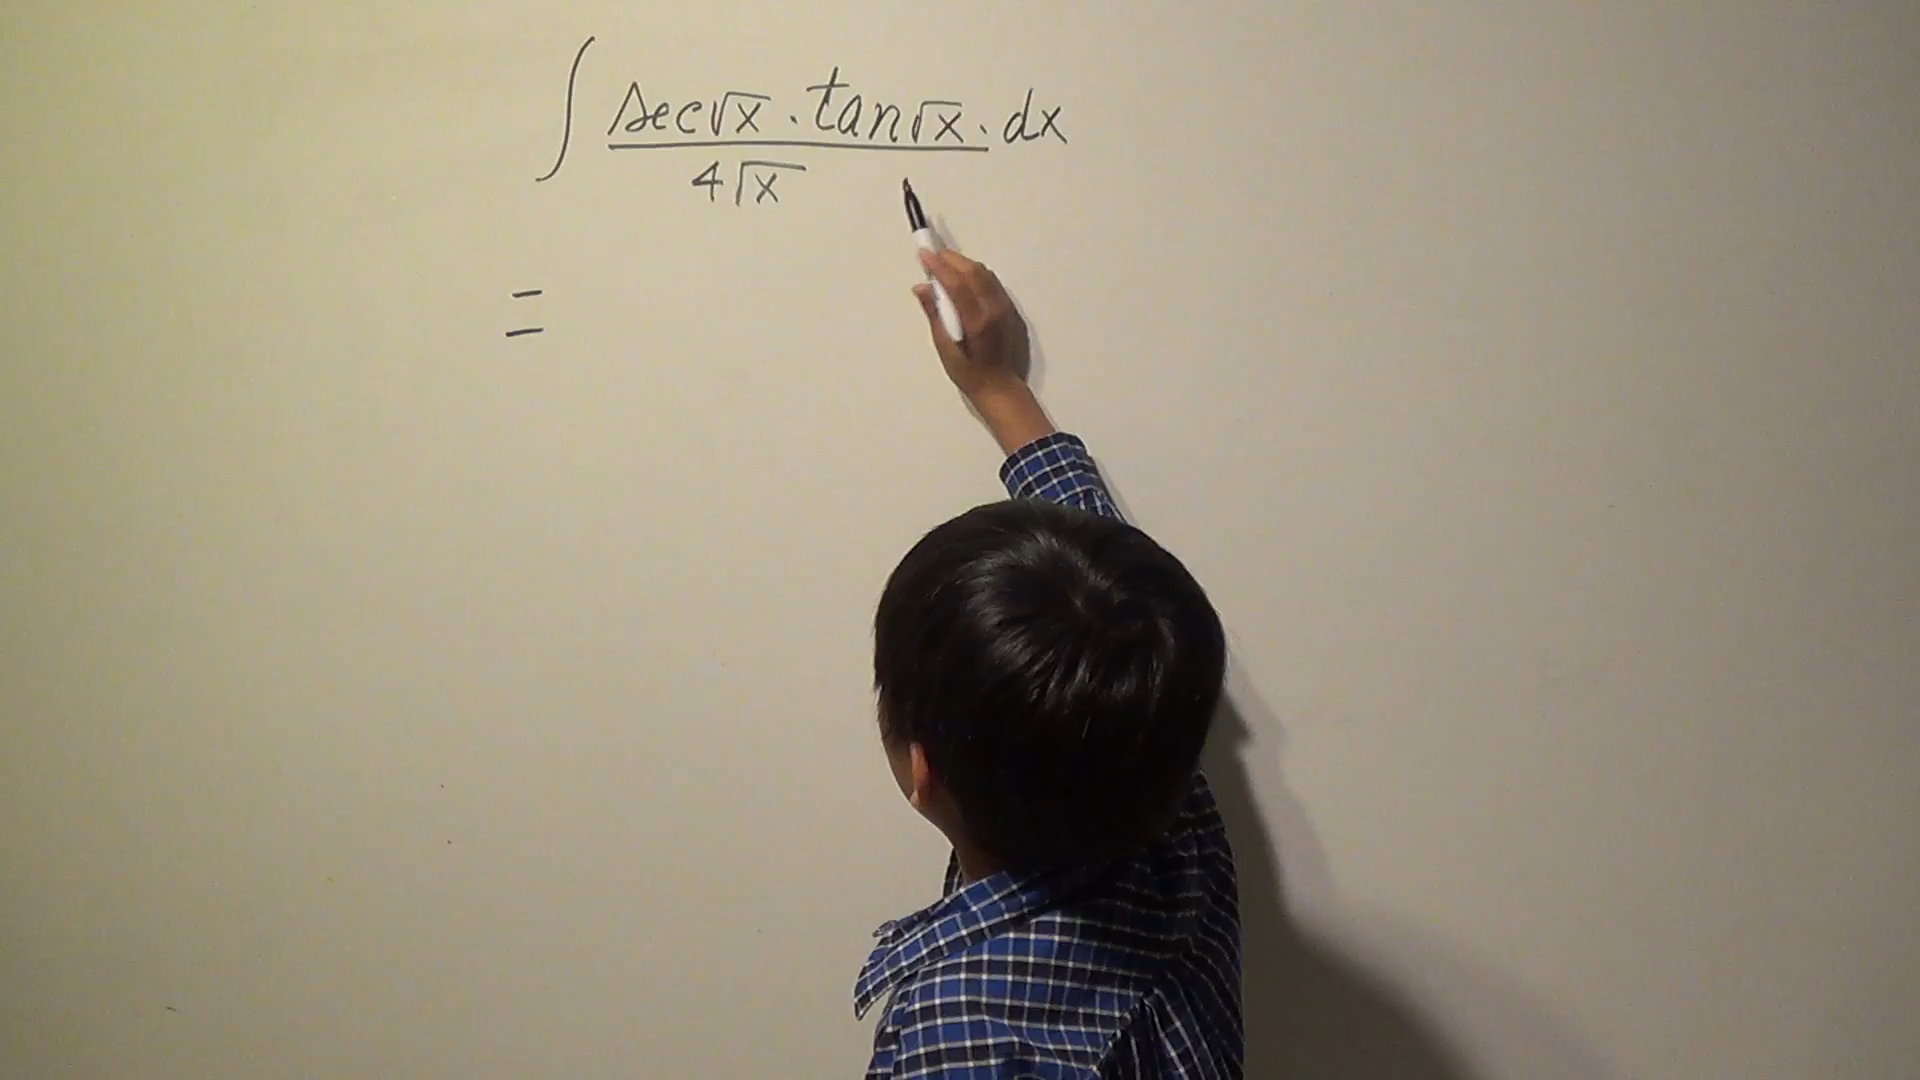 ∫ sec√x · tan√x · dx
4√x
=